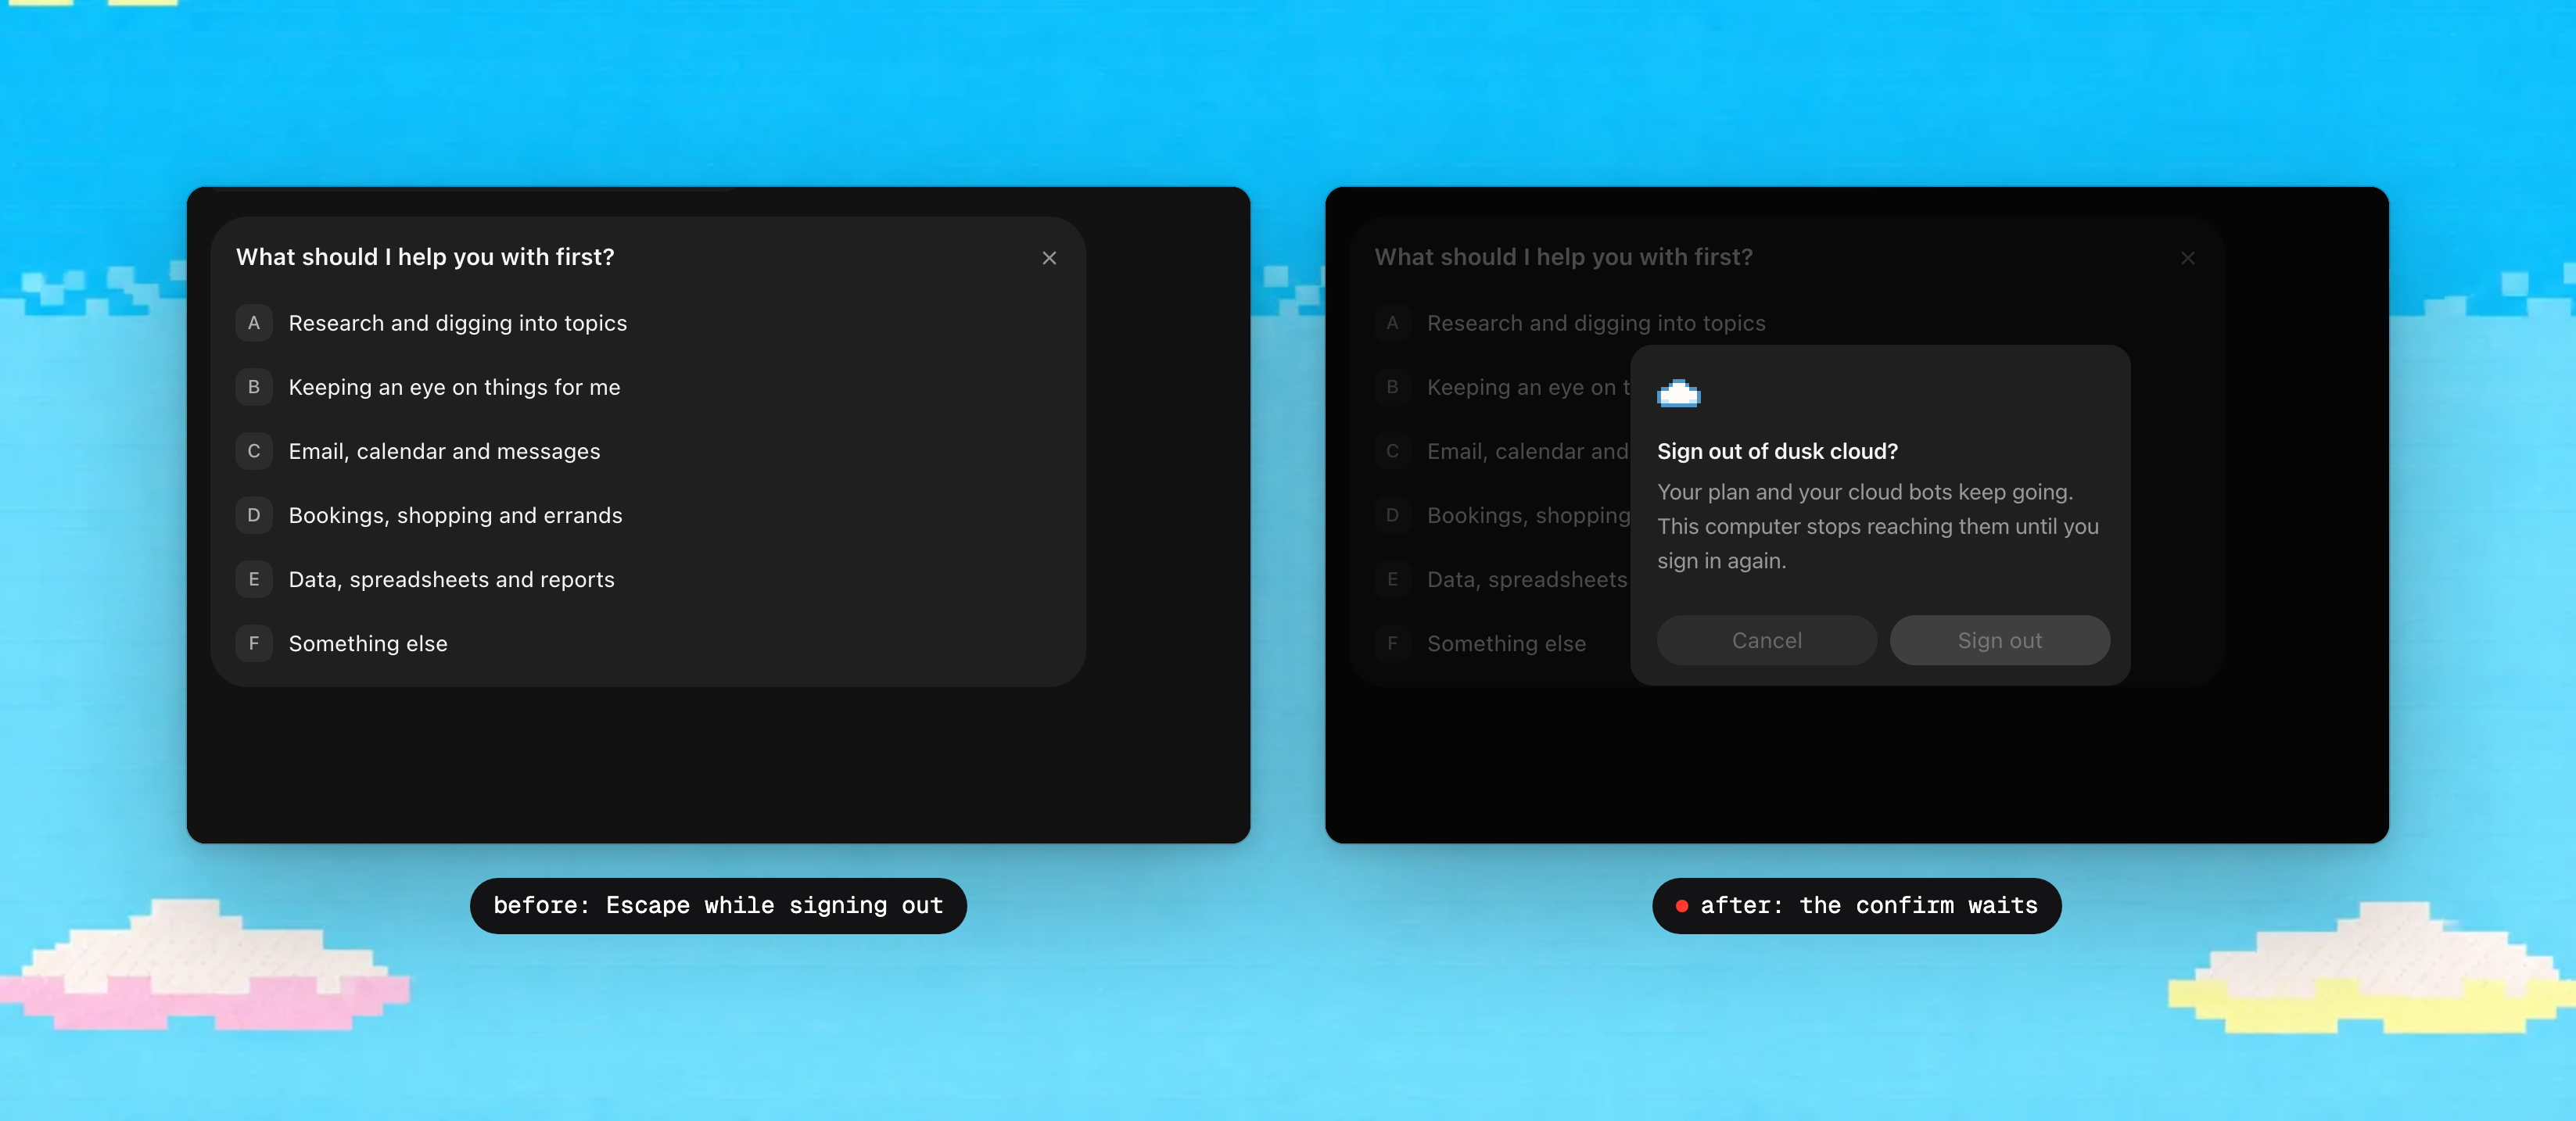 What should I help you with first?
A Research and digging into topics
B Keeping an eye on things for me
C Email, calendar and messages
D Bookings, shopping and errands
E Data, spreadsheets and reports
F Something else
before: Escape while signing out
What should I help you with first?
A Research and digging into topics
B Keeping an eye on t
C Email, calendar and
D Bookings, shopping
E Data, spreadsheets
F Something else
Sign out of dusk cloud?
Your plan and your cloud bots keep going.
This computer stops reaching them until you
sign in again.
Cancel Sign out
after: the confirm waits